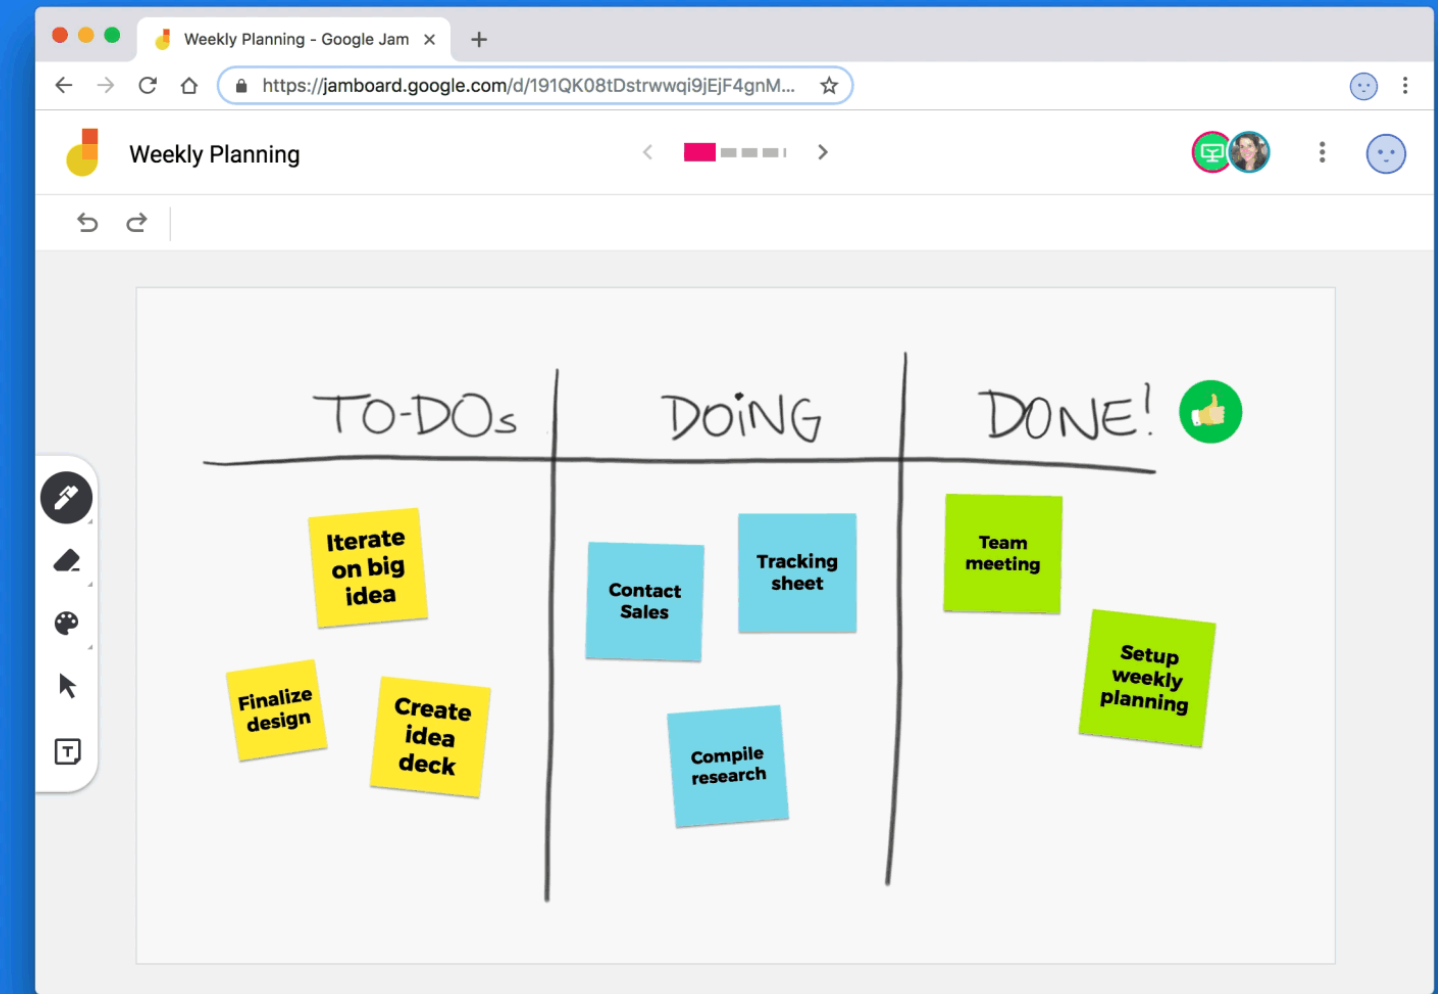 Weekly Planning - Google Jam
https://jamboard.google.com/d/191QK08tDstrwwqi9jEjF4gnM...
Weekly Planning
TO-DOs
DOiNG
DONE!
Iterate
on big
idea
Finalize
design
Create
idea
deck
Contact
Sales
Tracking
sheet
Compile
research
Team
meeting
Setup
weekly
planning
T